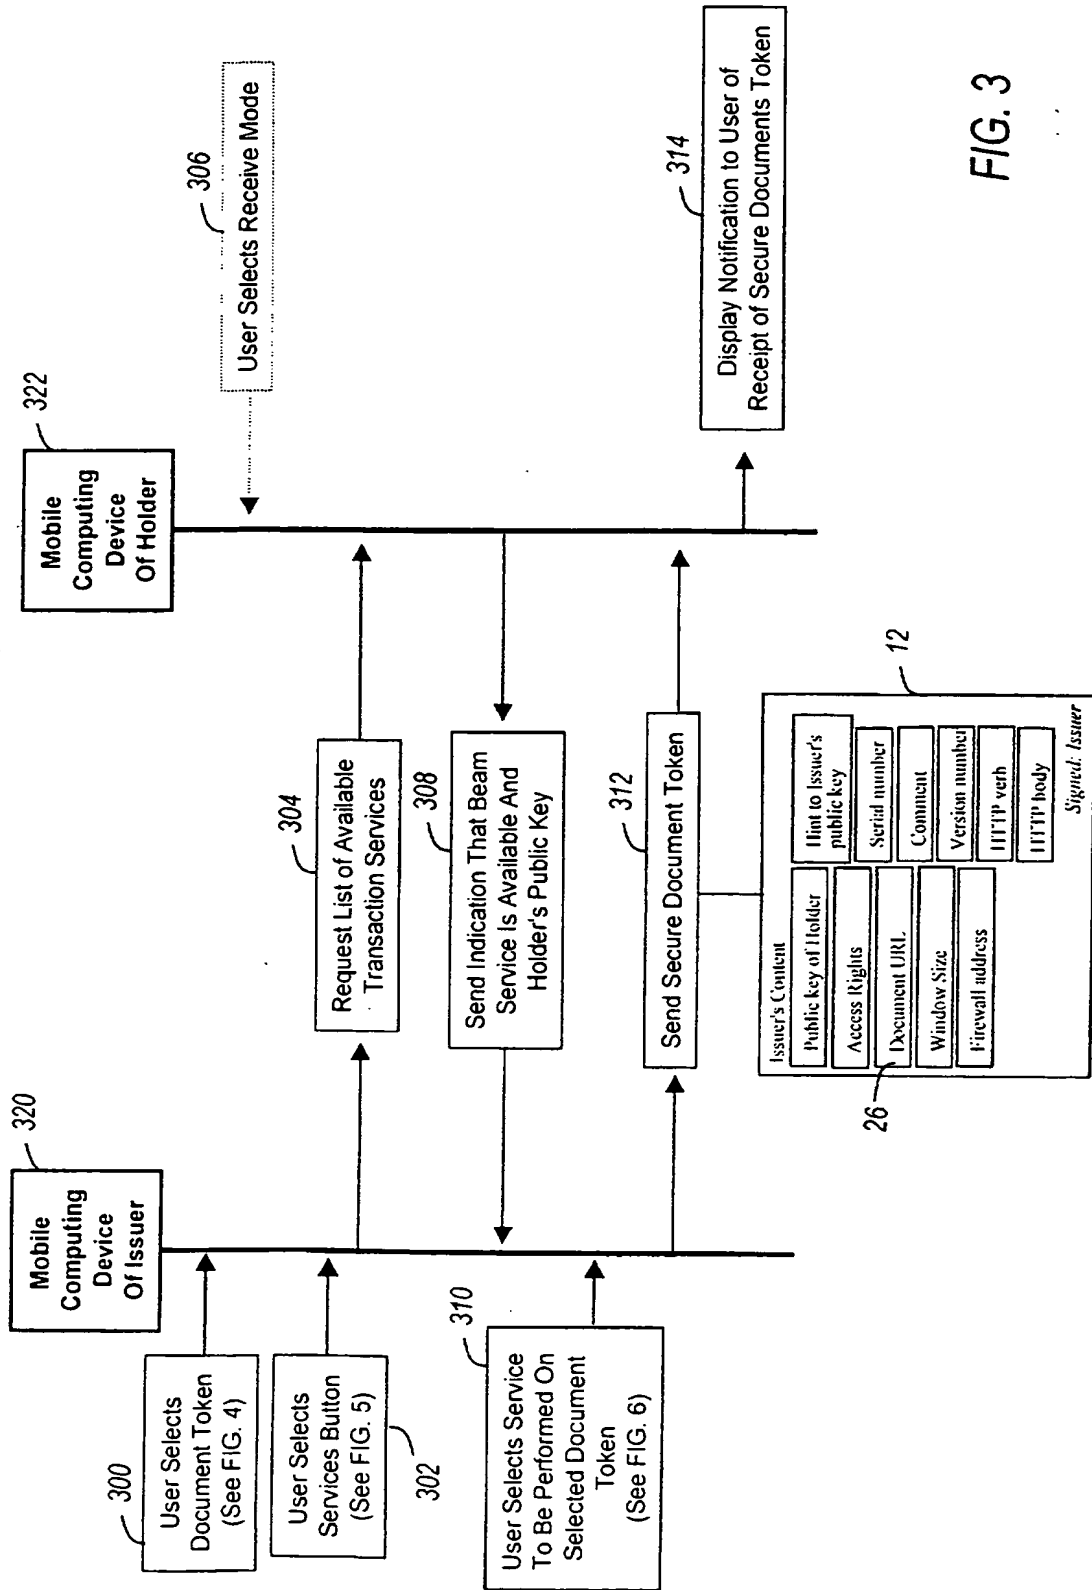 320
Mobile
Computing
Device
Of Issuer
322
Mobile
Computing
Device
Of Holder
300
User Selects
Document Token
(See FIG. 4)
User Selects
Services Button
(See FIG. 5)
302
306
User Selects Receive Mode
304
Request List of Available
Transaction Services
308
Send Indication That Beam
Service Is Available And
Holder's Public Key
310
User Selects Service
To Be Performed On
Selected Document
Token
(See FIG. 6)
312
Send Secure Document Token
314
Display Notification to User of
Receipt of Secure Documents Token
12
Issuer's Content
Public key of Holder
Access Rights
Document URL
Window Size
Firewall address
26
Hint to Issuer's
public key
Serial number
Comment
Version number
HTTP verb
HTTP body
Signed: Issuer
FIG. 3